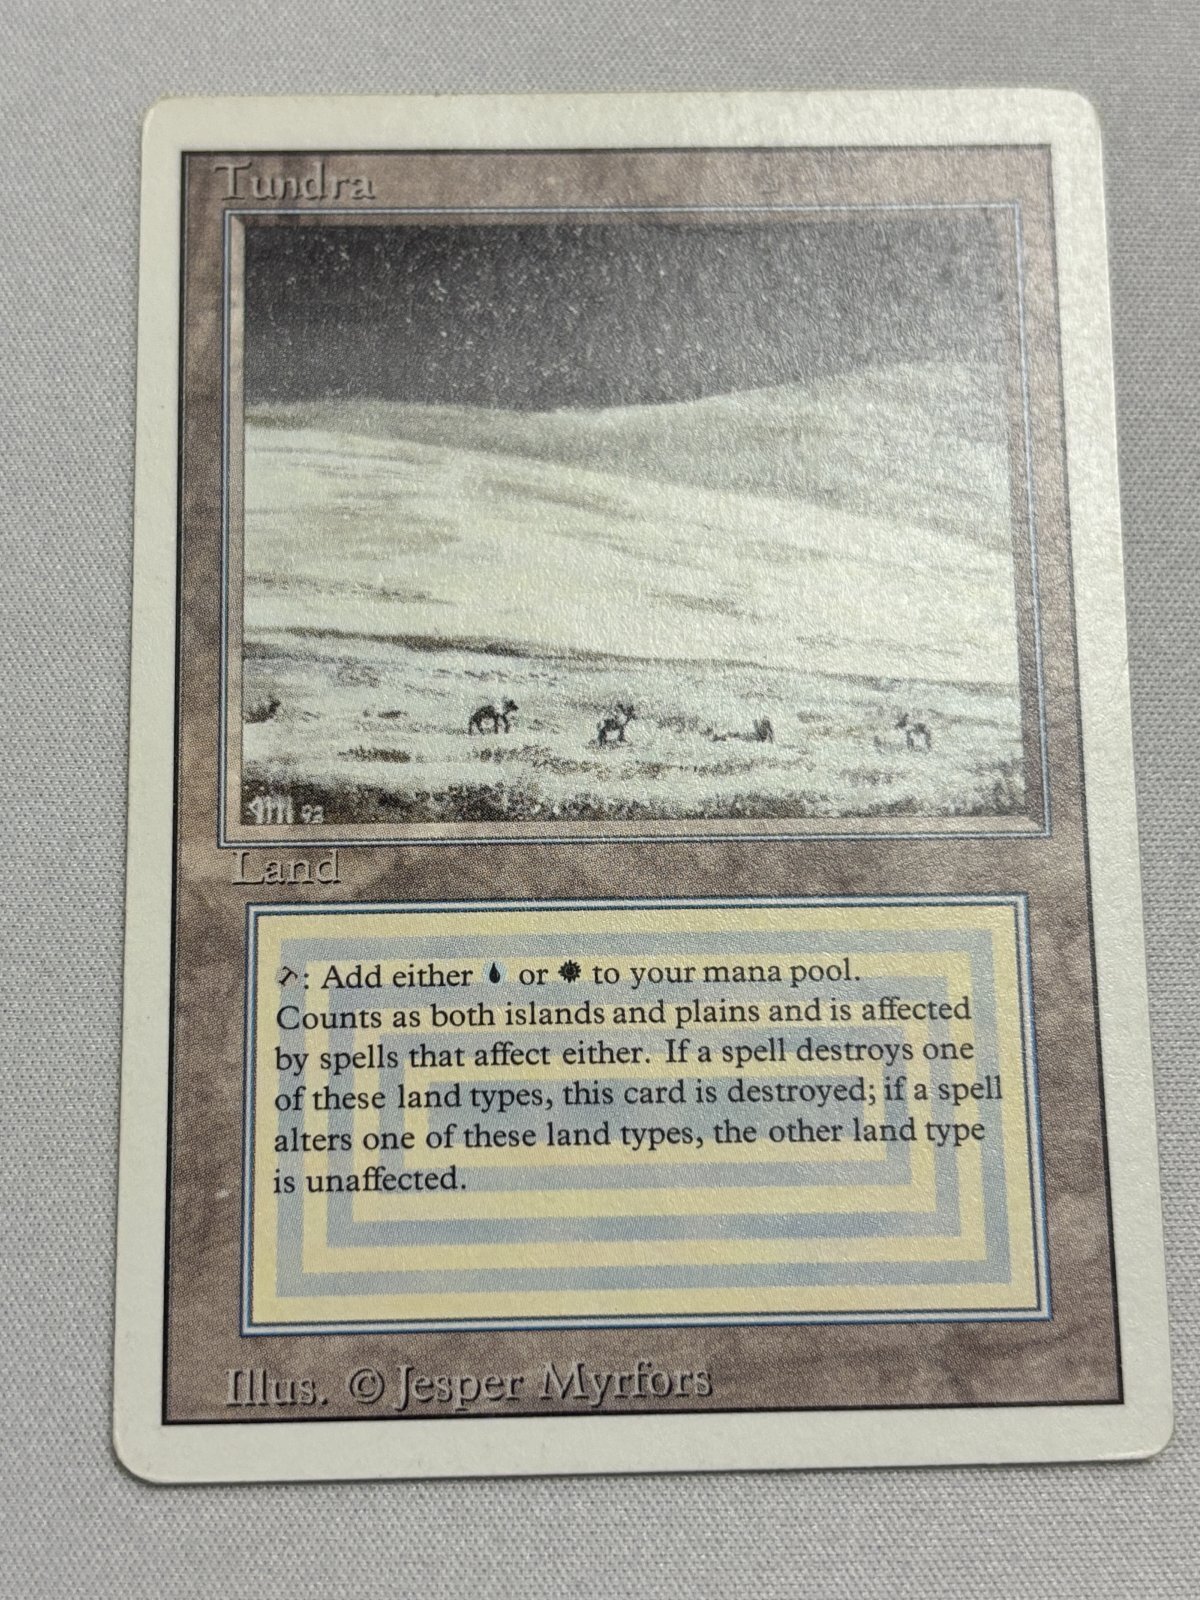 Tundra
JM 93
Land
: Add either or to your mana pool.
Counts as both islands and plains and is affected
by spells that affect either. If a spell destroys one
of these land types, this card is destroyed; if a spell
alters one of these land types, the other land type
is unaffected.
Illus. © Jesper Myrfors